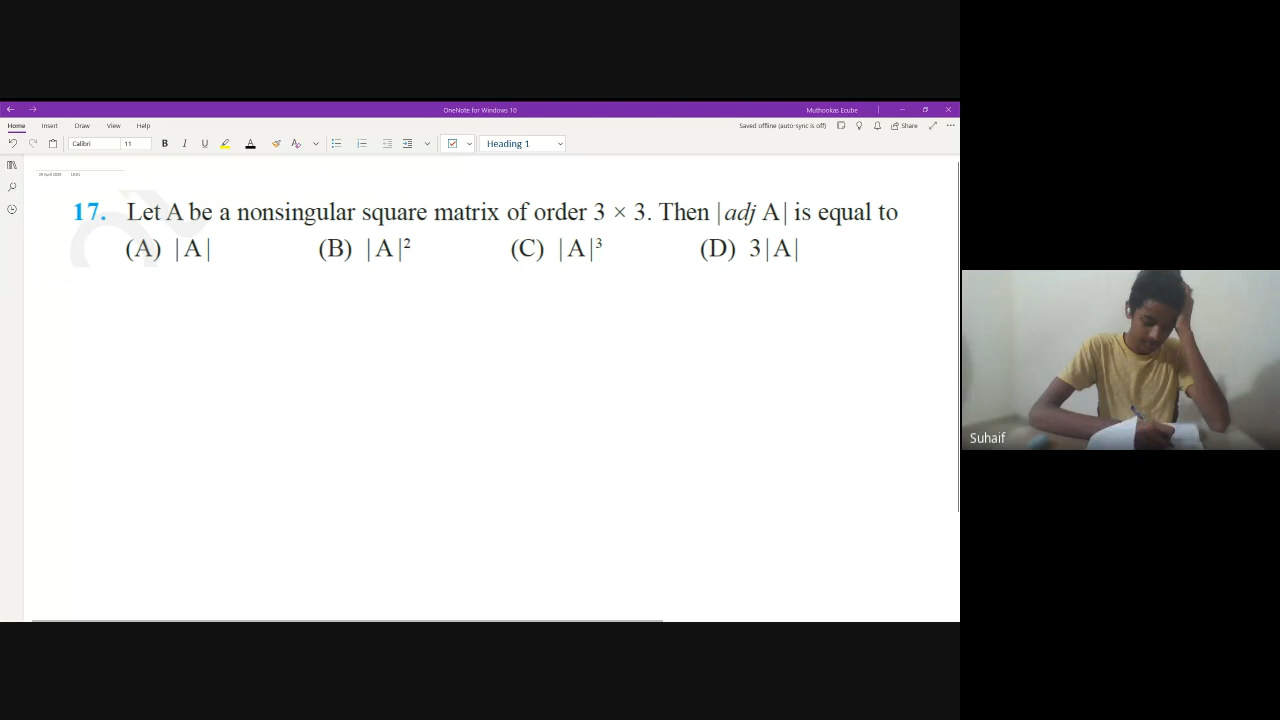 OneNote for Windows 10
Muthookas Ecube
Home Insert Draw View Help
Saved offline (auto-sync is off)
Share
Calibri 11 B I U A Heading 1
17. Let A be a nonsingular square matrix of order 3 × 3. Then |adj A| is equal to
(A) |A| (B) |A|² (C) |A|³ (D) 3|A|
Suhaif